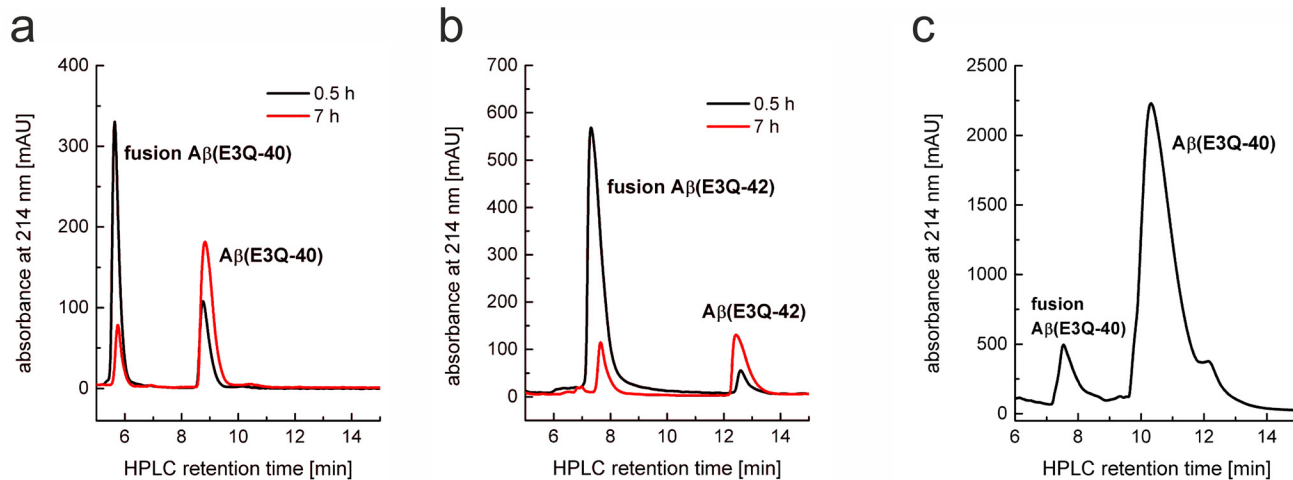 a
400
300
200
100
0
absorbance at 214 nm [mAU]
6 8 10 12 14
HPLC retention time [min]
0.5 h
7 h
fusion Aβ(E3Q-40)
Aβ(E3Q-40)
b
700
600
500
400
300
200
100
0
absorbance at 214 nm [mAU]
6 8 10 12 14
HPLC retention time [min]
0.5 h
7 h
fusion Aβ(E3Q-42)
Aβ(E3Q-42)
c
2500
2000
1500
1000
500
0
absorbance at 214 nm [mAU]
6 8 10 12 14
HPLC retention time [min]
Aβ(E3Q-40)
fusion
Aβ(E3Q-40)